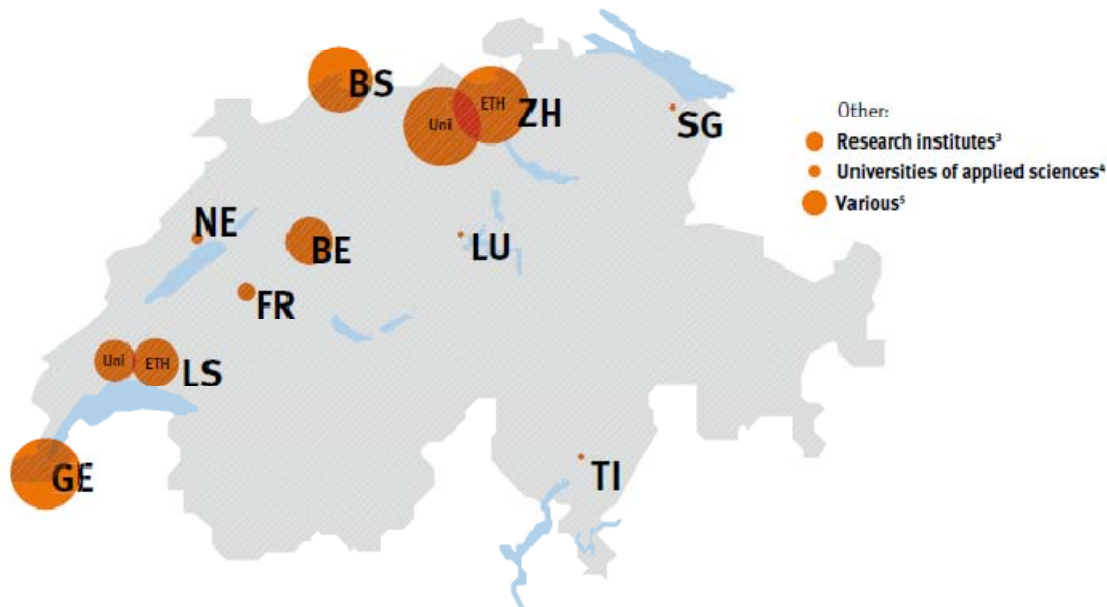 BS
ETH
Uni
ZH
SG
Other:
Research institutes³
Universities of applied sciences⁴
Various⁵
NE
BE
LU
FR
Uni
ETH
LS
GE
TI